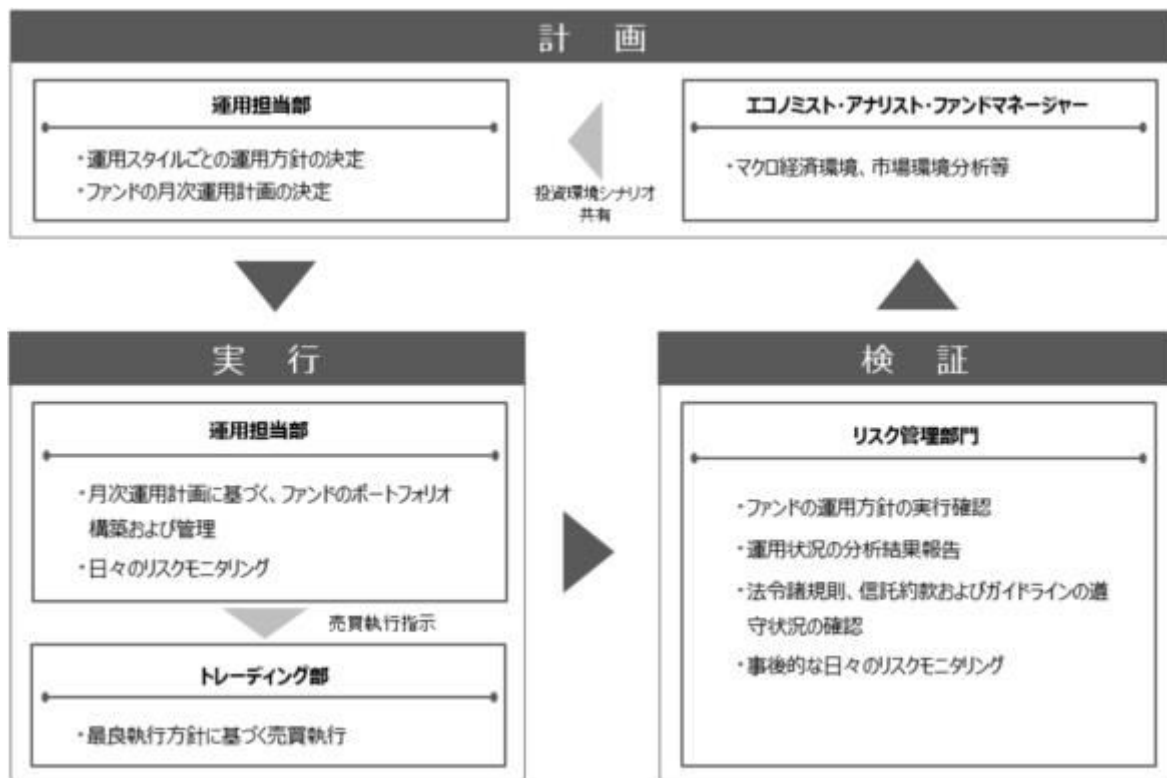 計 画
運用担当部
・運用スタイルごとの運用方針の決定
・ファンドの月次運用計画の決定
投資環境シナリオ
共有
エコノミスト・アナリスト・ファンドマネージャー
・マクロ経済環境、市場環境分析等
実 行
運用担当部
・月次運用計画に基づく、ファンドのポートフォリオ
構築および管理
・日々のリスクモニタリング
売買執行指示
トレーディング部
・最良執行方針に基づく売買執行
検 証
リスク管理部門
・ファンドの運用方針の実行確認
・運用状況の分析結果報告
・法令諸規則、信託約款およびガイドラインの遵
守状況の確認
・事後的な日々のリスクモニタリング